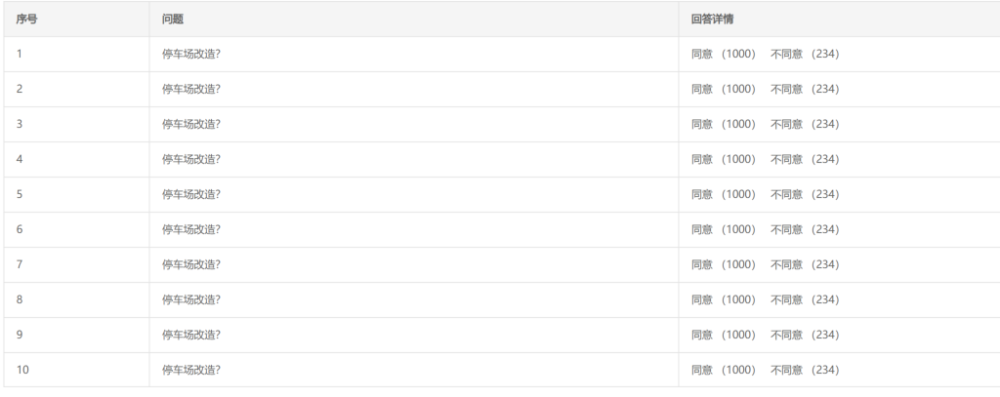 序号 问题 回答详情
1 停车场改造? 同意 (1000) 不同意 (234)
2 停车场改造? 同意 (1000) 不同意 (234)
3 停车场改造? 同意 (1000) 不同意 (234)
4 停车场改造? 同意 (1000) 不同意 (234)
5 停车场改造? 同意 (1000) 不同意 (234)
6 停车场改造? 同意 (1000) 不同意 (234)
7 停车场改造? 同意 (1000) 不同意 (234)
8 停车场改造? 同意 (1000) 不同意 (234)
9 停车场改造? 同意 (1000) 不同意 (234)
10 停车场改造? 同意 (1000) 不同意 (234)